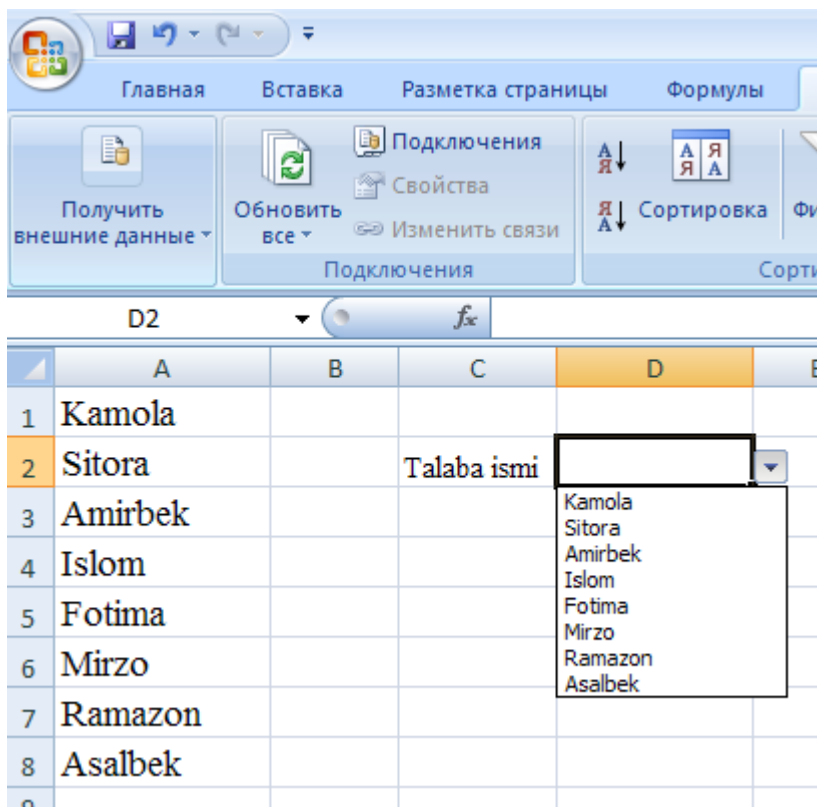 Главная Вставка Разметка страницы Формулы
Получить внешние данные
Обновить все
Подключения
Свойства
Изменить связи
Подключения
А Я
Я А
А Я
Я А
Сортировка
D2
fx
A B C D
1 Kamola
2 Sitora Talaba ismi
3 Amirbek
4 Islom
5 Fotima
6 Mirzo
7 Ramazon
8 Asalbek
Kamola
Sitora
Amirbek
Islom
Fotima
Mirzo
Ramazon
Asalbek